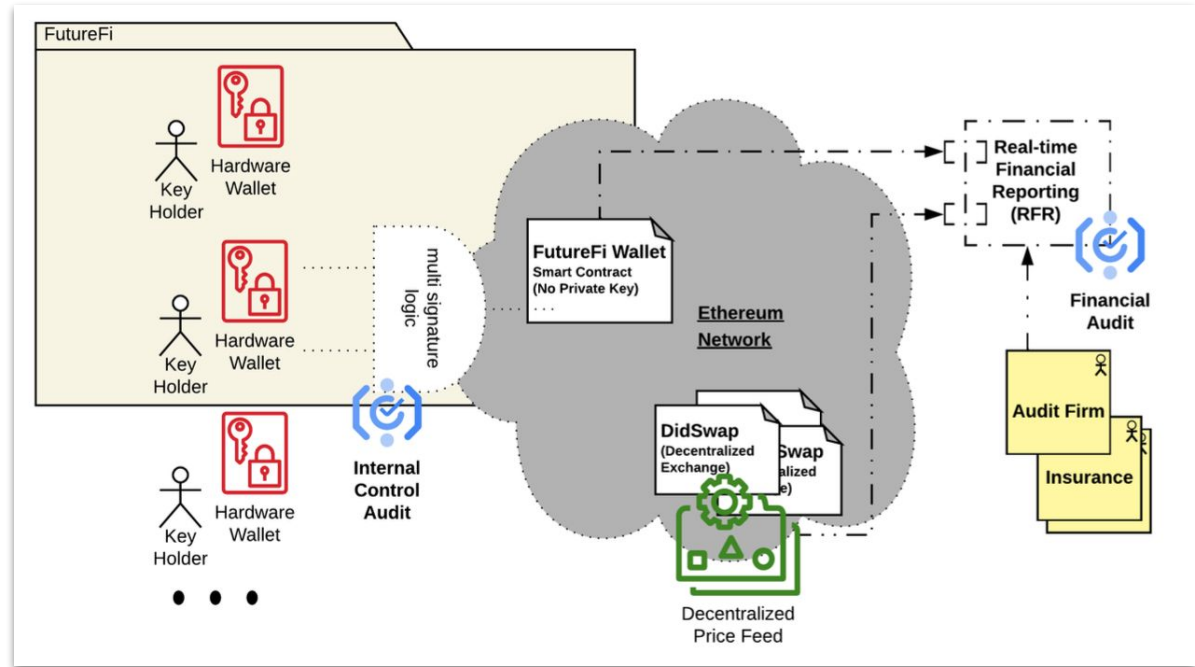 FutureFi
Key
Holder
Hardware
Wallet
Key
Holder
Hardware
Wallet
Key
Holder
Hardware
Wallet
multi signature
logic
Internal
Control
Audit
FutureFi Wallet
Smart Contract
(No Private Key)
Ethereum
Network
DidSwap
(Decentralized
Exchange)
Swap
alized
e)
Decentralized
Price Feed
Real-time
Financial
Reporting
(RFR)
Financial
Audit
Audit Firm
Insurance